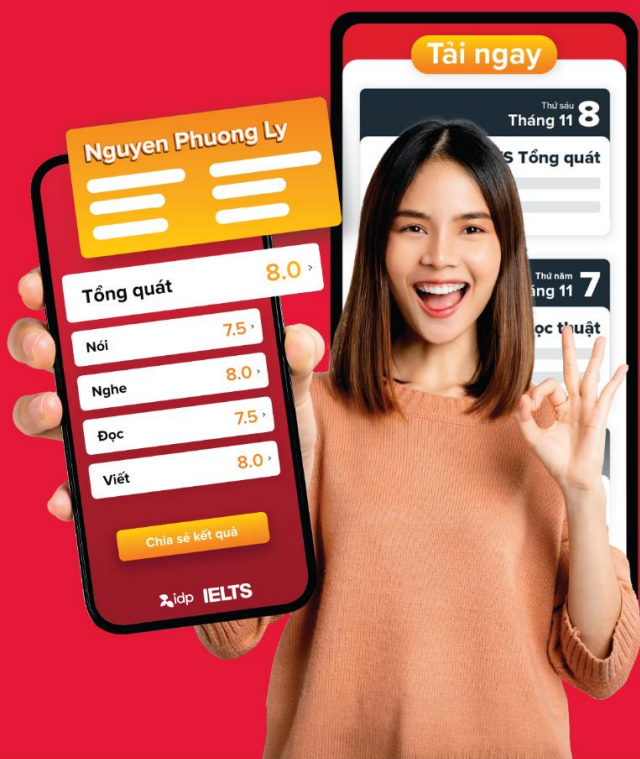 Nguyen Phuong Ly
Tổng quát 8.0
Nói 7.5
Nghe 8.0
Đọc 7.5
Viết 8.0
Chia sẻ kết quả
idp IELTS
Tải ngay
Thứ sáu
Tháng 11 8
S Tổng quát
Thứ năm
áng 11 7
ọc thuật